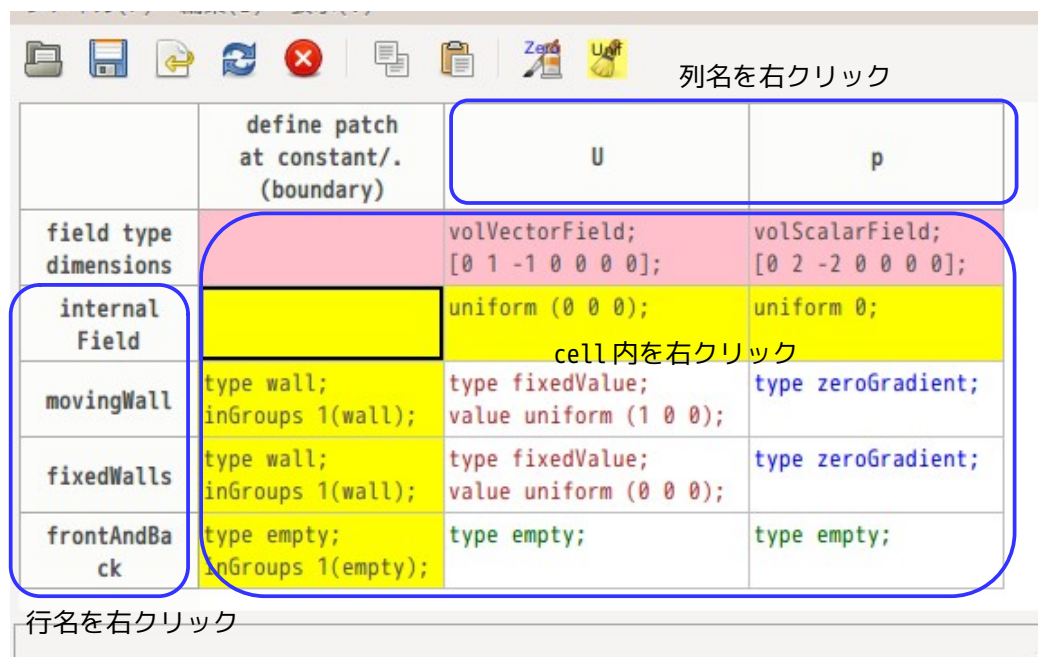 Zero
Unif
列名を右クリック
define patch
at constant/.
(boundary)
U
p
field type
dimensions
volVectorField;
[0 1 -1 0 0 0 0];
volScalarField;
[0 2 -2 0 0 0 0];
internal
Field
uniform (0 0 0);
uniform 0;
cell内を右クリック
movingWall
type wall;
inGroups 1(wall);
type fixedValue;
value uniform (1 0 0);
type zeroGradient;
fixedWalls
type wall;
inGroups 1(wall);
type fixedValue;
value uniform (0 0 0);
type zeroGradient;
frontAndBa
ck
type empty;
inGroups 1(empty);
type empty;
type empty;
行名を右クリック